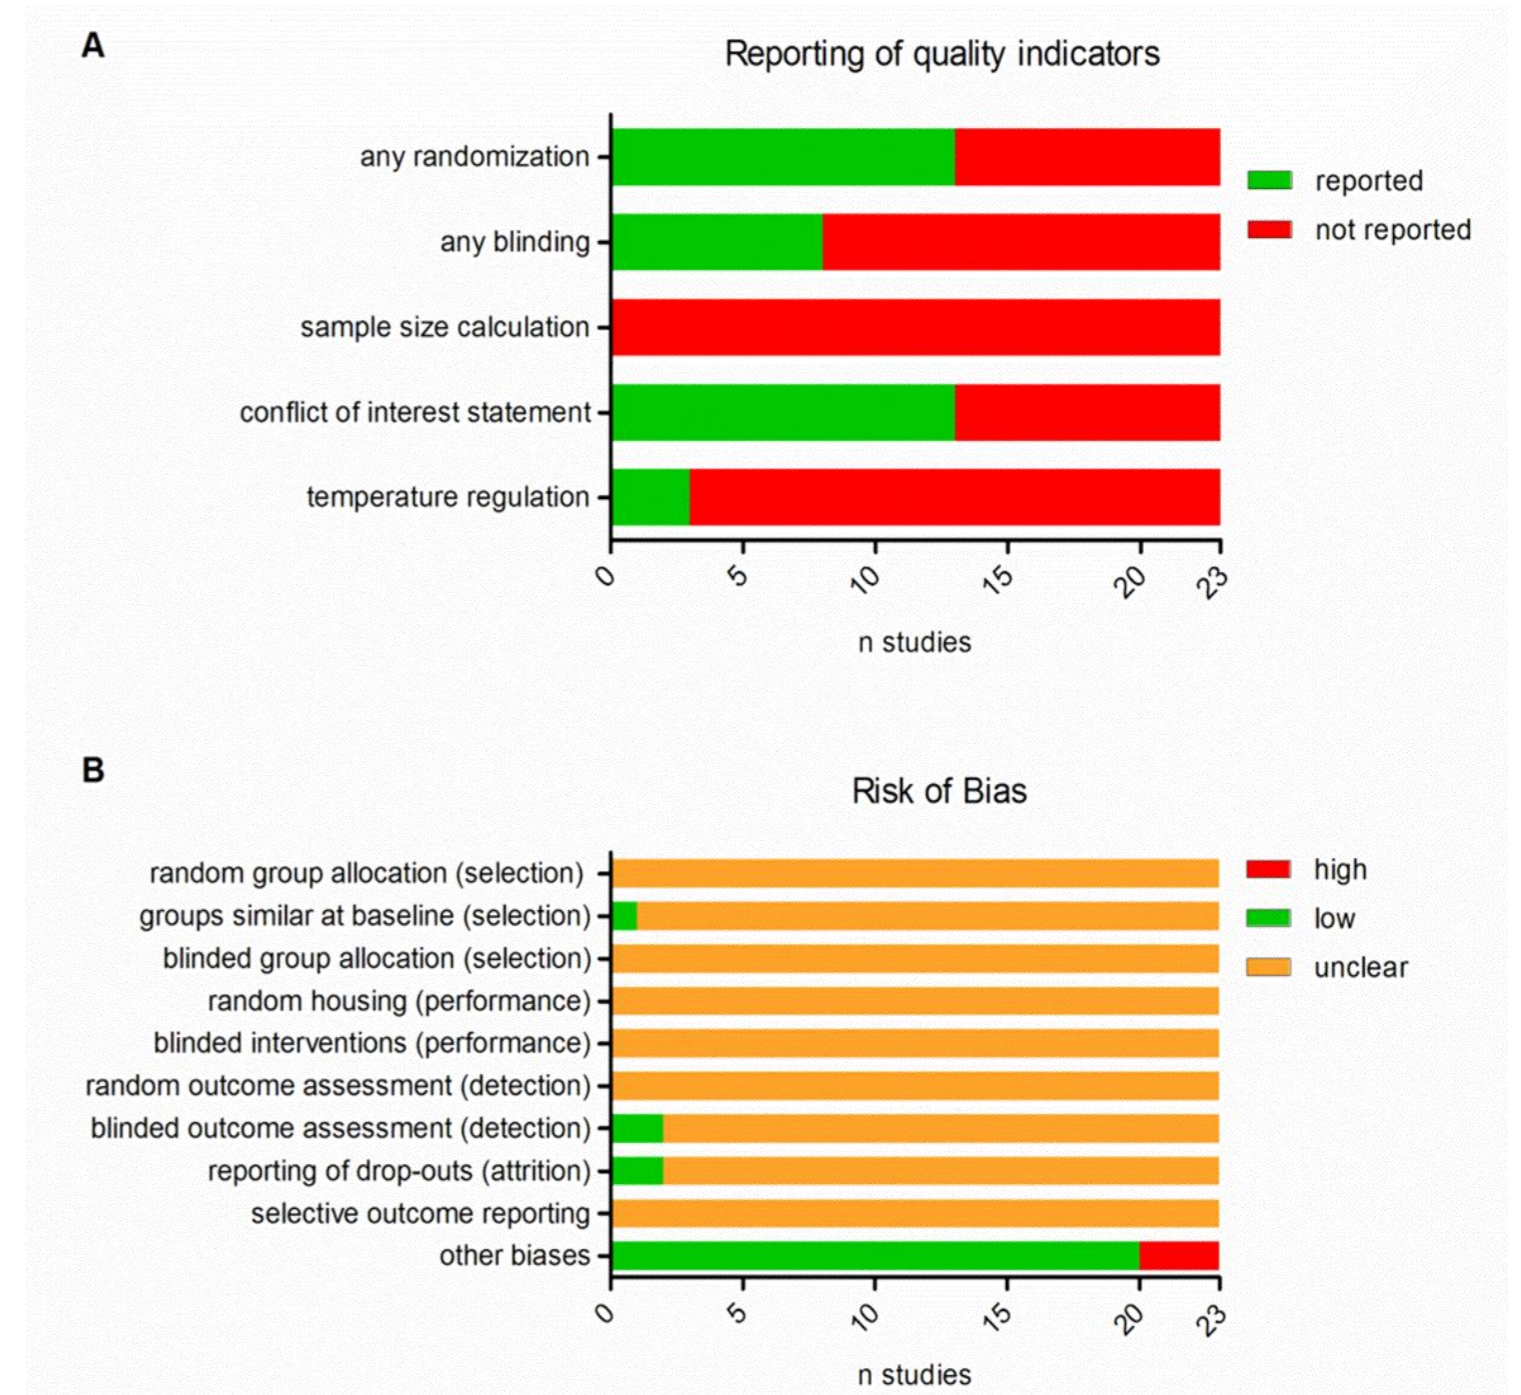 A
Reporting of quality indicators
any randomization
any blinding
sample size calculation
conflict of interest statement
temperature regulation
reported
not reported
0 5 10 15 20 23
n studies
B
Risk of Bias
random group allocation (selection)
groups similar at baseline (selection)
blinded group allocation (selection)
random housing (performance)
blinded interventions (performance)
random outcome assessment (detection)
blinded outcome assessment (detection)
reporting of drop-outs (attrition)
selective outcome reporting
other biases
high
low
unclear
0 5 10 15 20 23
n studies